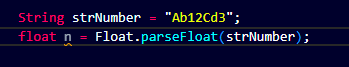 String strNumber = "Ab12Cd3";
float n = Float.parseFloat(strNumber);